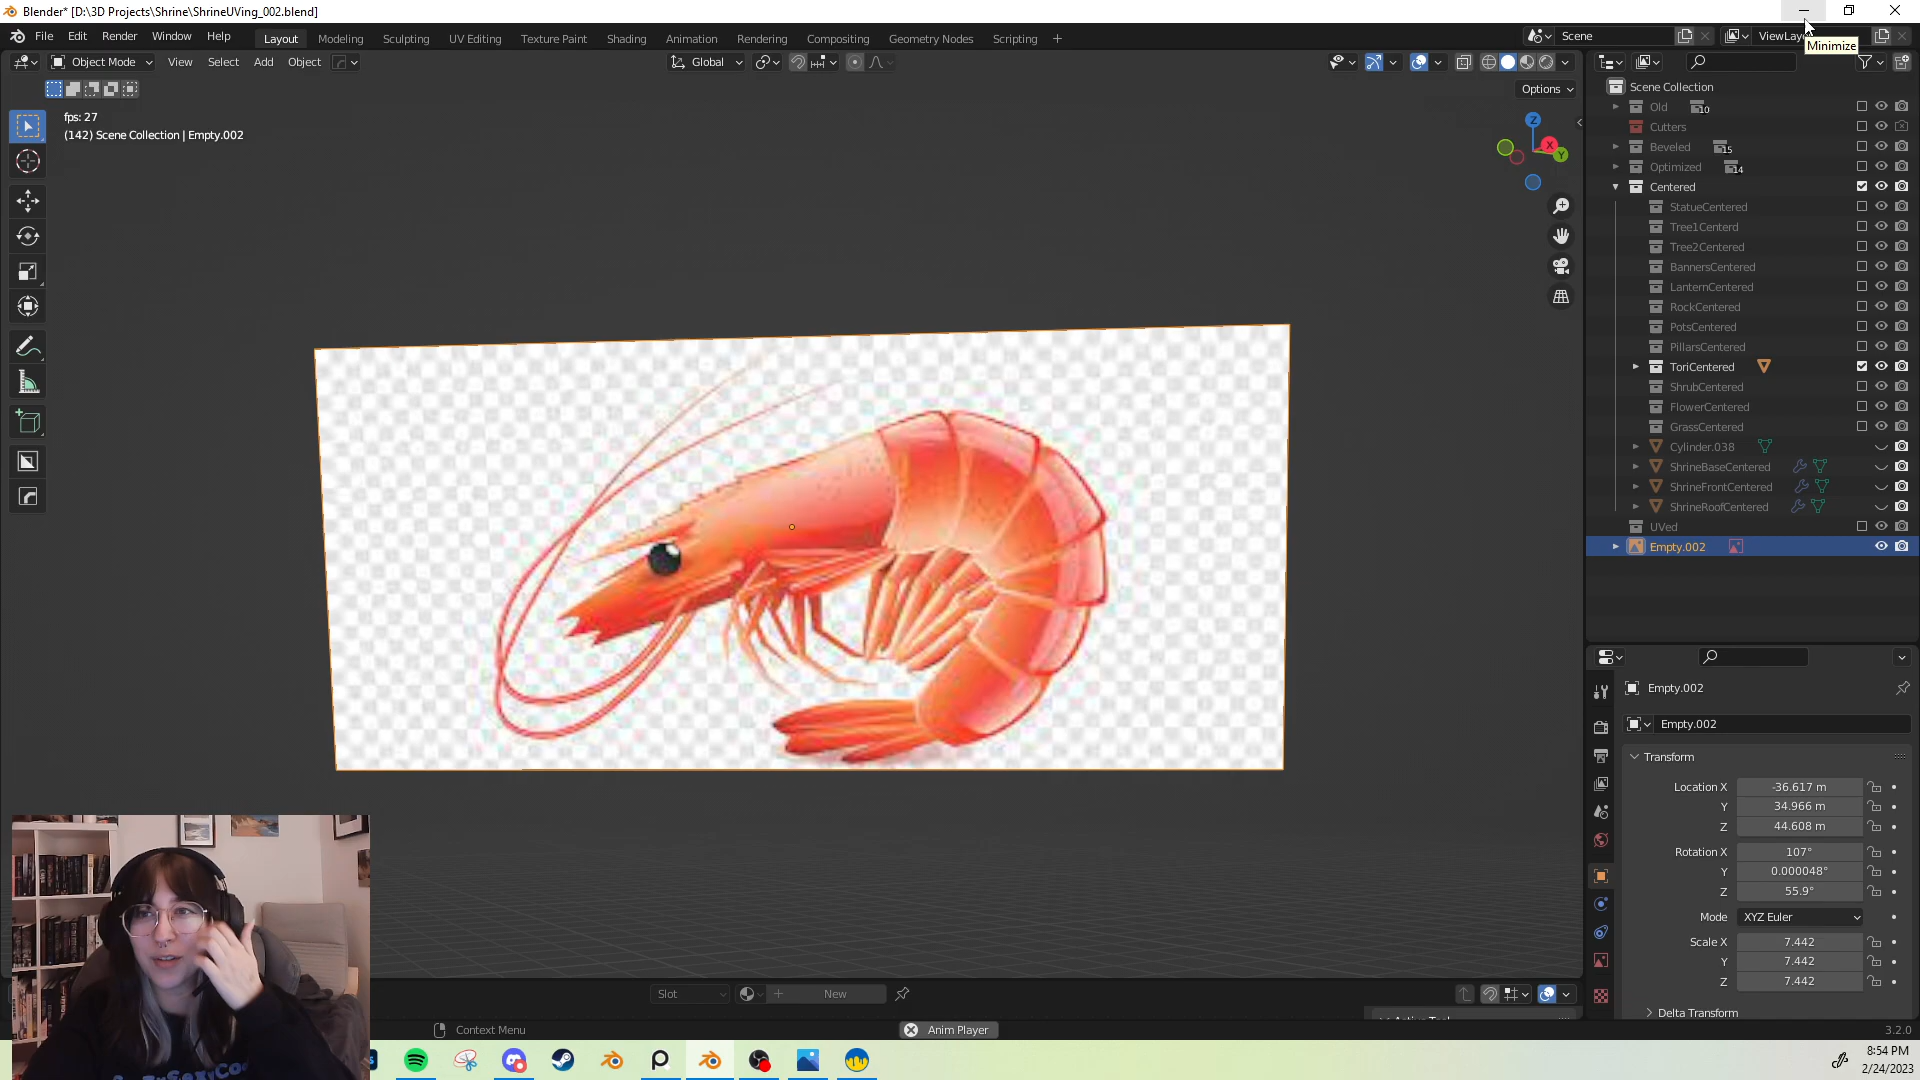 Blender* [D:\3D Projects\Shrine\ShrineUVing_002.blend]
File Edit Render Window Help Layout Modeling Sculpting UV Editing Texture Paint Shading Animation Rendering Compositing Geometry Nodes Scripting +
Scene
Minimize
Object Mode View Select Add Object Global
Options
fps: 27
(142) Scene Collection | Empty.002
Z
X
Y
Scene Collection
Old 10
Cutters
Beveled 15
Optimized 14
Centered
StatueCentered
Tree1Centerd
Tree2Centered
BannersCentered
LanternCentered
RockCentered
PotsCentered
PillarsCentered
ToriCentered
ShrubCentered
FlowerCentered
GrassCentered
Cylinder.038
ShrineBaseCentered
ShrineFrontCentered
ShrineRoofCentered
UVed
Empty.002
Empty.002
Empty.002
Transform
Location X -36.617 m
Y 34.966 m
Z 44.608 m
Rotation X 107°
Y 0.000048°
Z 55.9°
Mode XYZ Euler
Scale X 7.442
Y 7.442
Z 7.442
Delta Transform
Slot New
Context Menu
Anim Player
3.2.0
8:54 PM
2/24/2023